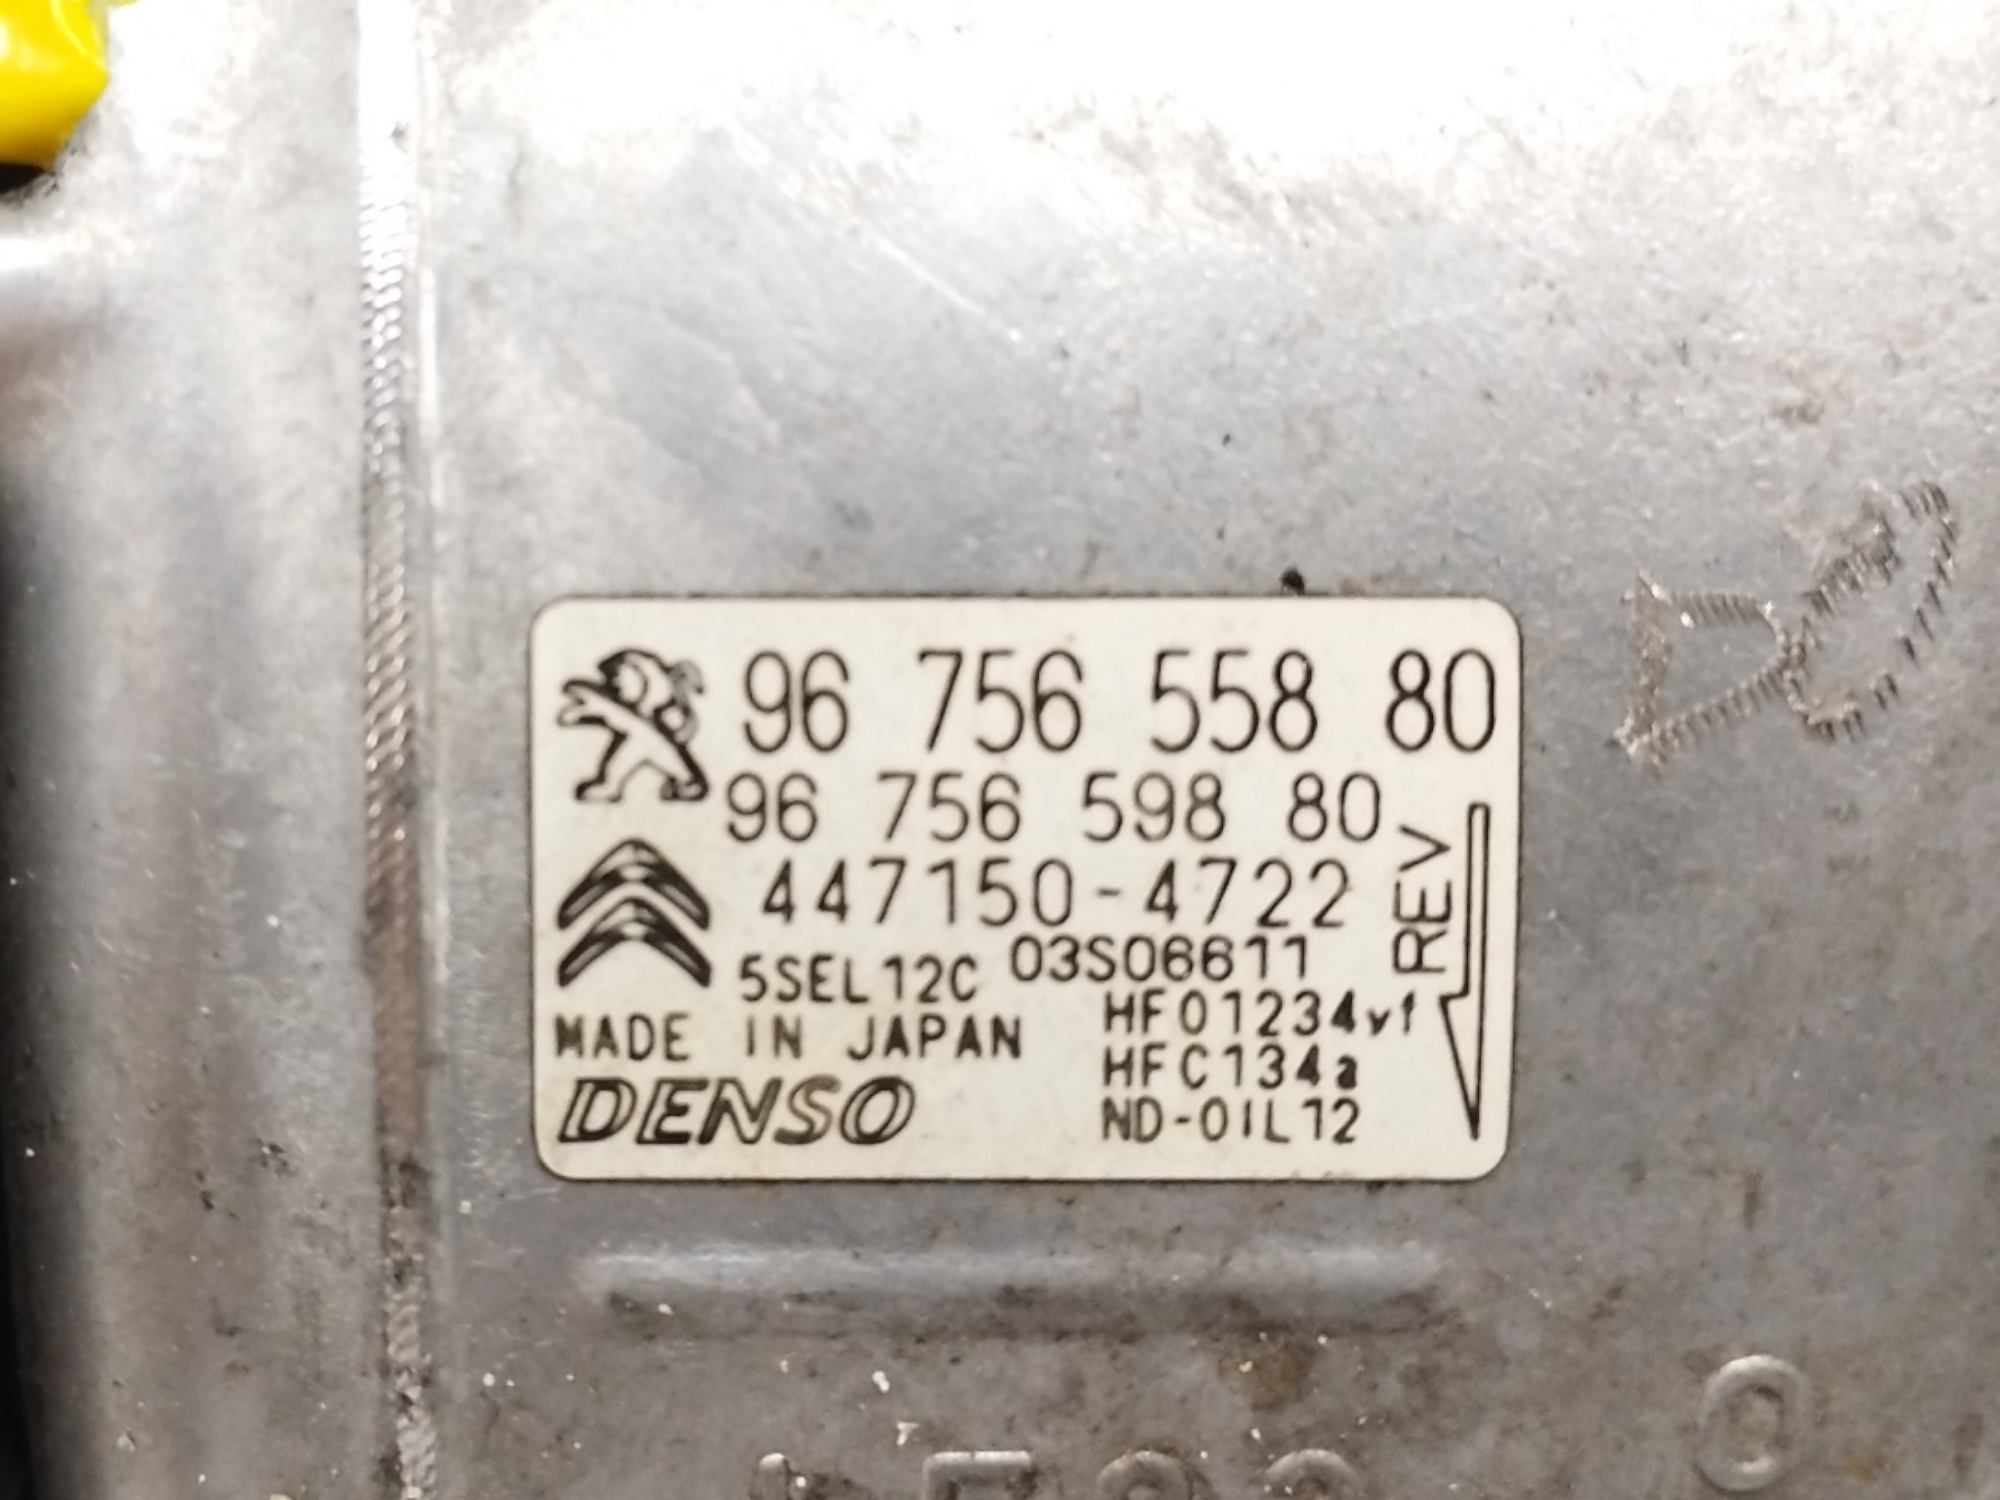 96 756 558 80
96 756 598 80
447150-4722
5SEL12C 03S06611
REV
MADE IN JAPAN
HF01234yf
HFC134a
DENSO
ND-OIL12